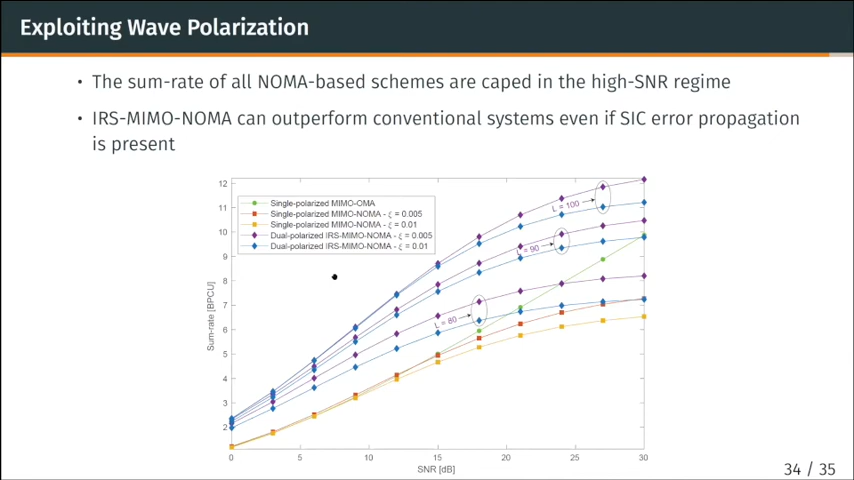 Exploiting Wave Polarization
• The sum-rate of all NOMA-based schemes are caped in the high-SNR regime
• IRS-MIMO-NOMA can outperform conventional systems even if SIC error propagation
is present
Single-polarized MIMO-OMA
Single-polarized MIMO-NOMA - ξ = 0.005
Single-polarized MIMO-NOMA - ξ = 0.01
Dual-polarized IRS-MIMO-NOMA - ξ = 0.005
Dual-polarized IRS-MIMO-NOMA - ξ = 0.01
L = 100
L = 90
L = 80
Sum-rate [BPCU]
12
11
10
9
8
7
6
5
4
3
2
0 5 10 15 20 25 30
SNR [dB]
34 / 35